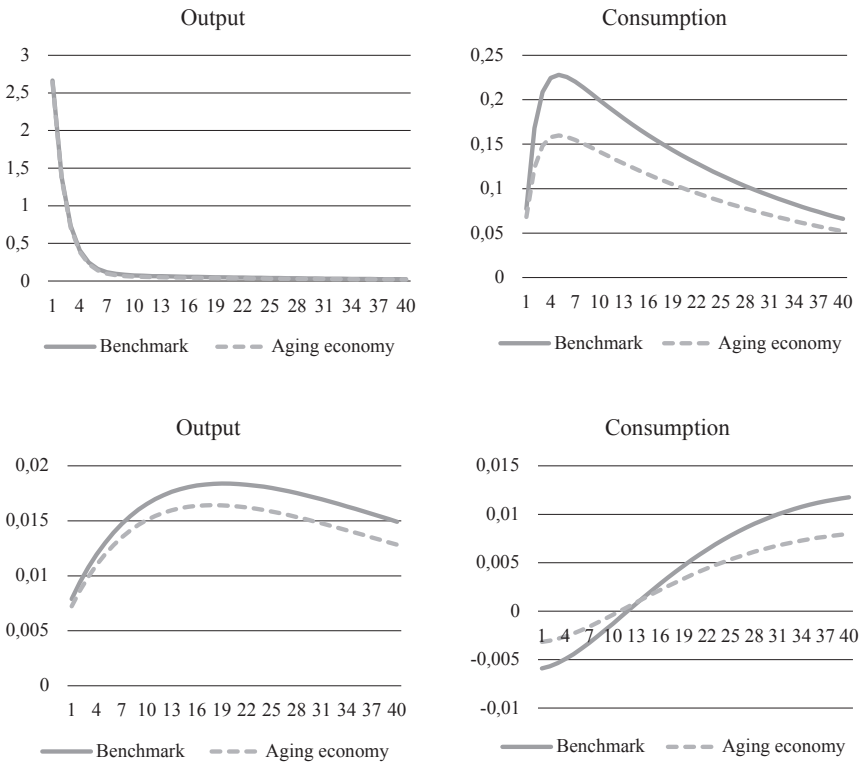 Output
3
2,5
2
1,5
1
0,5
0
1 4 7 10 13 16 19 22 25 28 31 34 37 40
Benchmark Aging economy
Consumption
0,25
0,2
0,15
0,1
0,05
0
1 4 7 10 13 16 19 22 25 28 31 34 37 40
Benchmark Aging economy
Output
0,02
0,015
0,01
0,005
0
1 4 7 10 13 16 19 22 25 28 31 34 37 40
Benchmark Aging economy
Consumption
0,015
0,01
0,005
0
1 4 7 10 13 16 19 22 25 28 31 34 37 40
-0,005
-0,01
Benchmark Aging economy